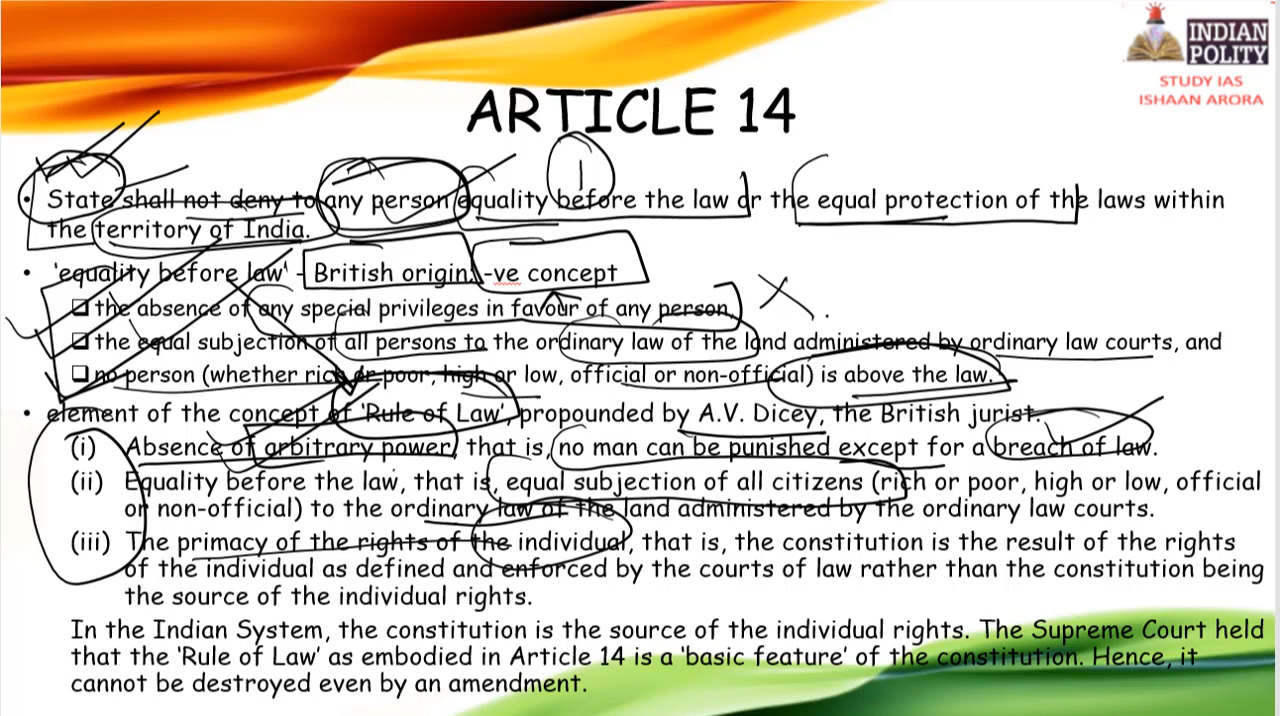 INDIAN
POLITY
STUDY IAS
ISHAAN ARORA
ARTICLE 14
1
• State shall not deny to any person equality before the law or the equal protection of the laws within
the territory of India.
• 'equality before law' - British origin, -ve concept
❑ the absence of any special privileges in favour of any person,
❑ the equal subjection of all persons to the ordinary law of the land administered by ordinary law courts, and
❑ no person (whether rich or poor, high or low, official or non-official) is above the law.
• element of the concept of 'Rule of Law', propounded by A.V. Dicey, the British jurist.
(i) Absence of arbitrary power, that is, no man can be punished except for a breach of law.
(ii) Equality before the law, that is, equal subjection of all citizens (rich or poor, high or low, official
or non-official) to the ordinary law of the land administered by the ordinary law courts.
(iii) The primacy of the rights of the individual, that is, the constitution is the result of the rights
of the individual as defined and enforced by the courts of law rather than the constitution being
the source of the individual rights.
In the Indian System, the constitution is the source of the individual rights. The Supreme Court held
that the 'Rule of Law' as embodied in Article 14 is a 'basic feature' of the constitution. Hence, it
cannot be destroyed even by an amendment.